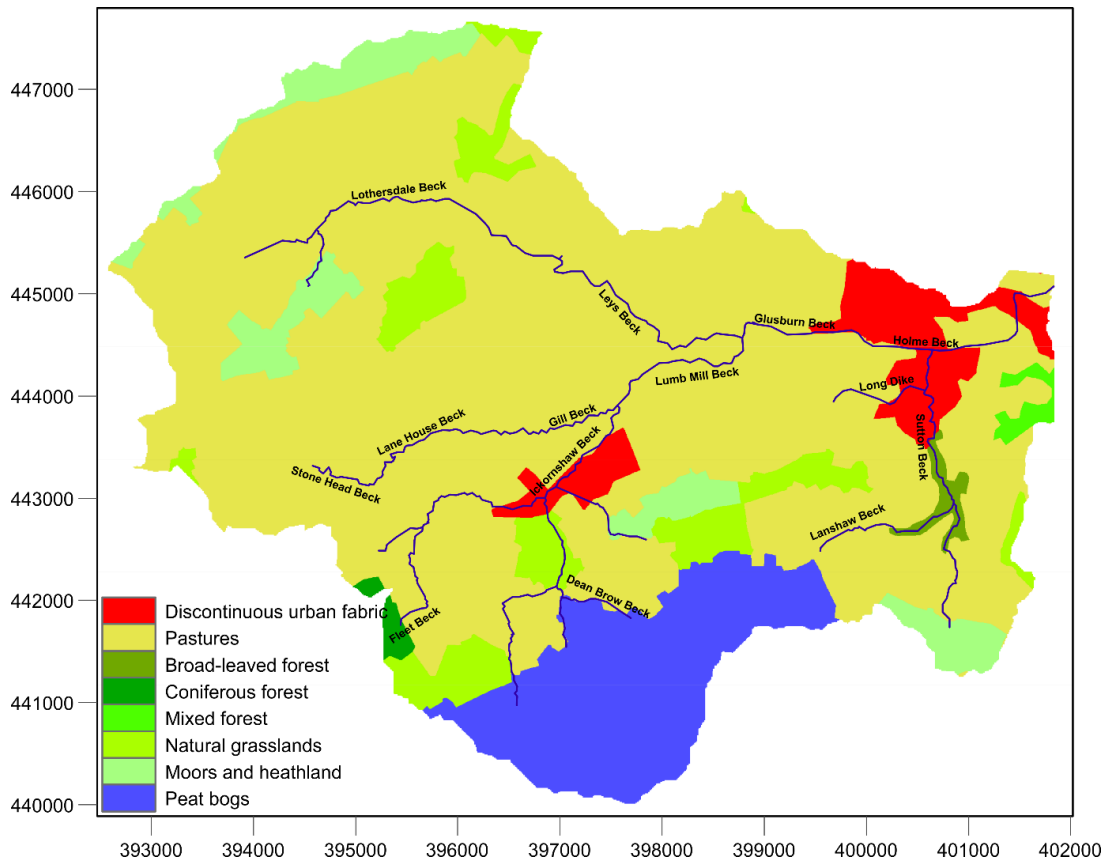 447000
446000
445000
444000
443000
442000
441000
440000
Lothersdale Beck
Leys Beck
Glusburn Beck
Holme Beck
Lumb Mill Beck
Long Dike
Gill Beck
Lane House Beck
Sutton Beck
Ickornshaw Beck
Stone Head Beck
Lanshaw Beck
Dean Brow Beck
Fleet Beck
Discontinuous urban fabric
Pastures
Broad-leaved forest
Coniferous forest
Mixed forest
Natural grasslands
Moors and heathland
Peat bogs
393000 394000 395000 396000 397000 398000 399000 400000 401000 402000